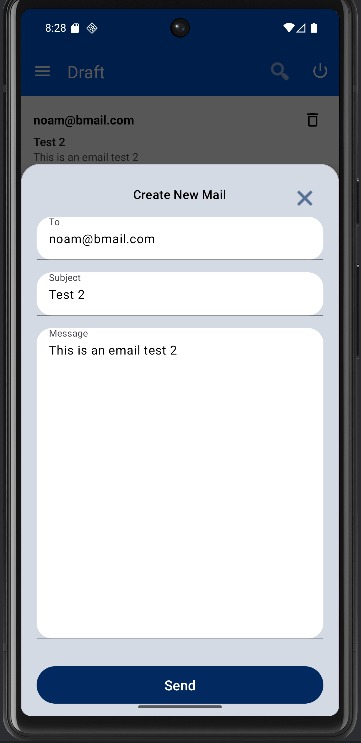 8:28
Draft
noam@bmail.com
Test 2
This is an email test 2
Create New Mail
To
noam@bmail.com
Subject
Test 2
Message
This is an email test 2
Send